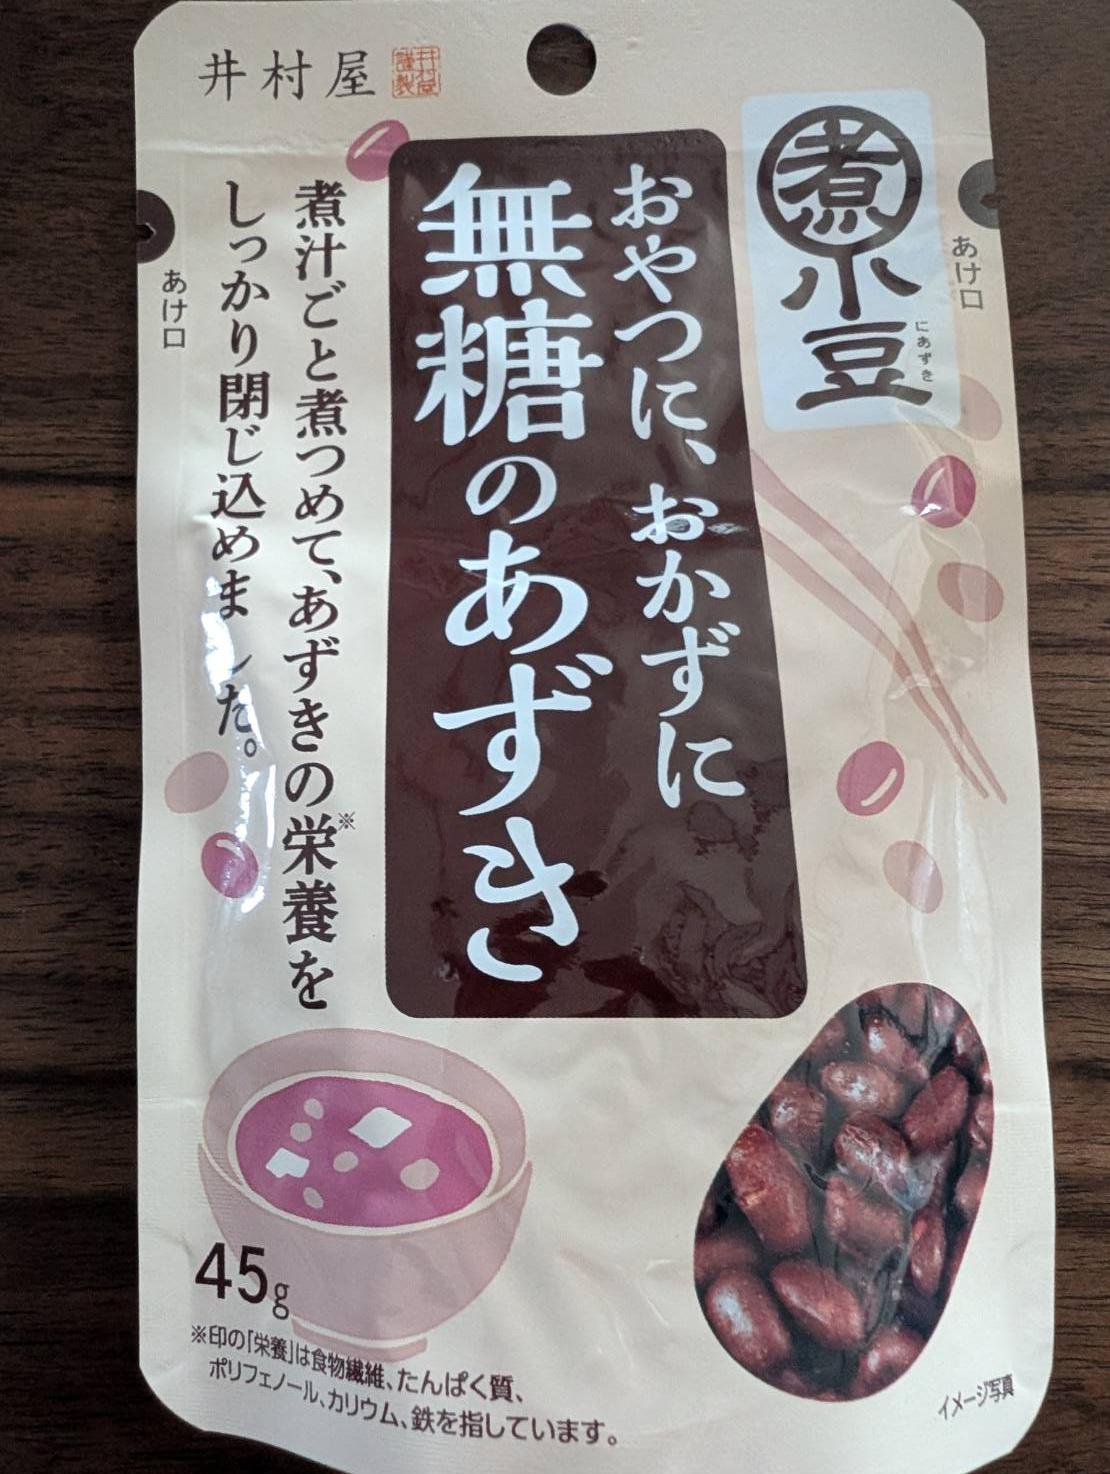 井村屋
井村屋
謹製
煮小豆
にあずき
あけ口
おやつに、おかずに
無糖のあずき
煮汁ごと煮つめて、あずきの栄養※を
しっかり閉じ込めました。
あけ口
45g
※印の「栄養」は食物繊維、たんぱく質、
ポリフェノール、カリウム、鉄を指しています。
イメージ写真